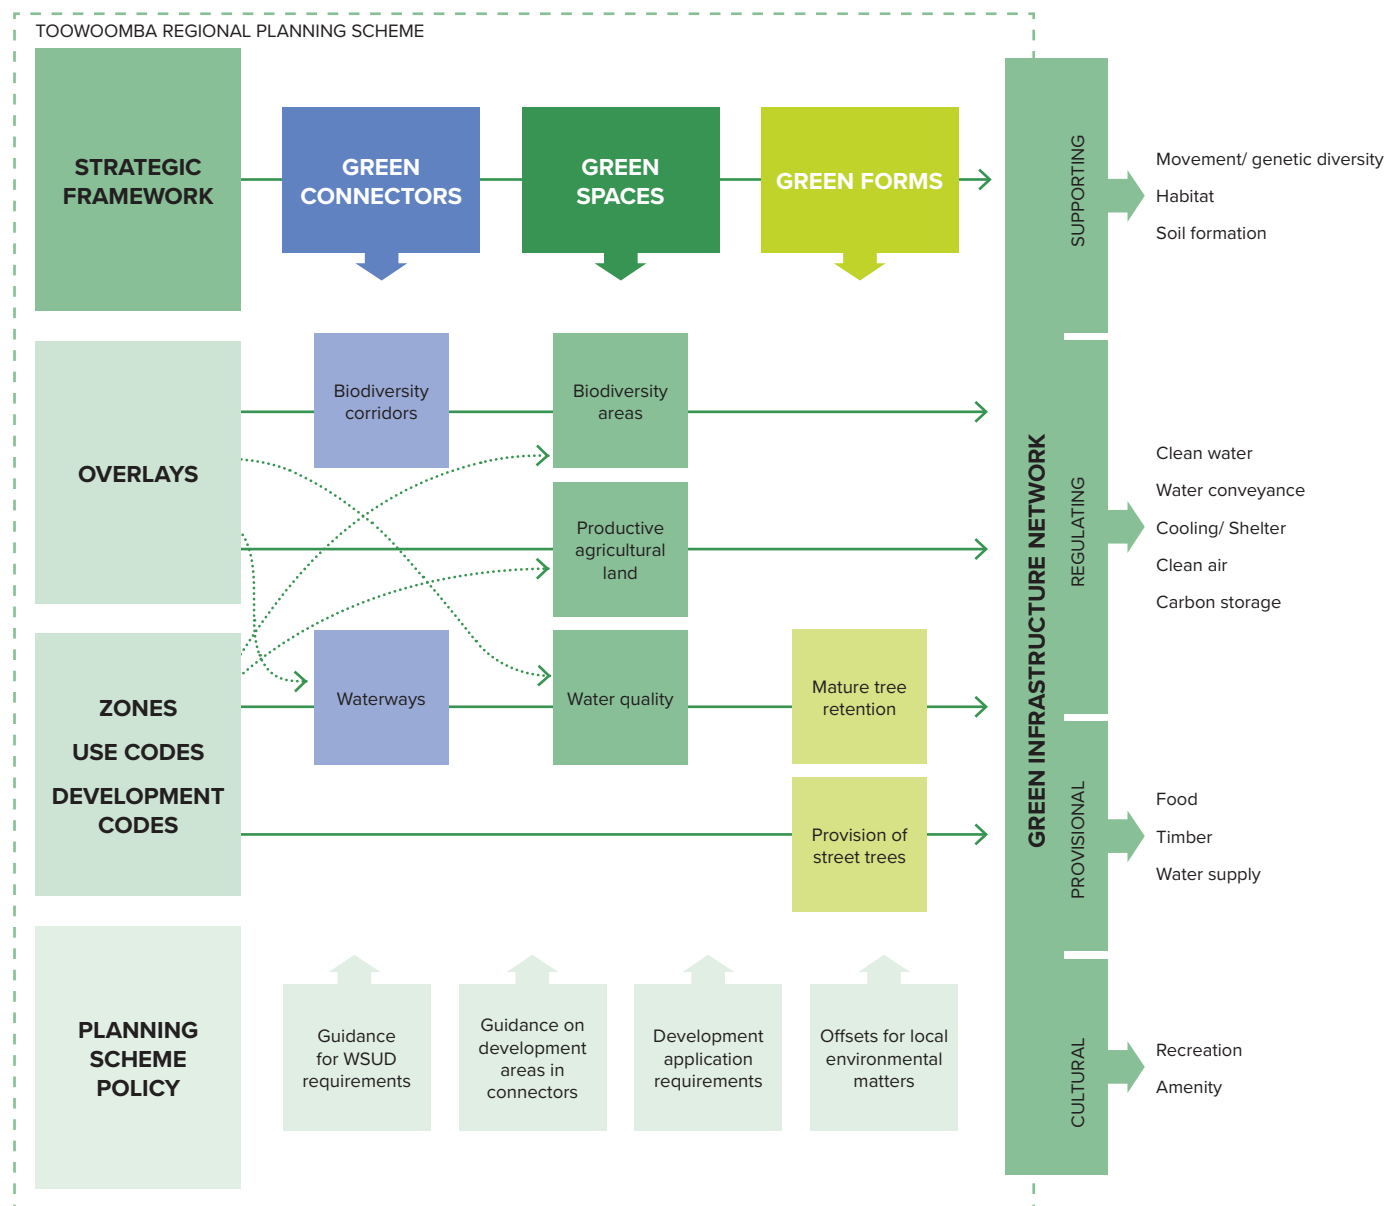 TOOWOOMBA REGIONAL PLANNING SCHEME
STRATEGIC
FRAMEWORK
GREEN
CONNECTORS
GREEN
SPACES
GREEN FORMS
OVERLAYS
Biodiversity
corridors
Biodiversity
areas
Productive
agricultural
land
ZONES
USE CODES
DEVELOPMENT
CODES
Waterways
Water quality
Mature tree
retention
Provision of
street trees
PLANNING
SCHEME
POLICY
Guidance
for WSUD
requirements
Guidance on
development
areas in
connectors
Development
application
requirements
Offsets for local
environmental
matters
GREEN INFRASTRUCTURE NETWORK
SUPPORTING
Movement/ genetic diversity
Habitat
Soil formation
REGULATING
Clean water
Water conveyance
Cooling/ Shelter
Clean air
Carbon storage
PROVISIONAL
Food
Timber
Water supply
CULTURAL
Recreation
Amenity